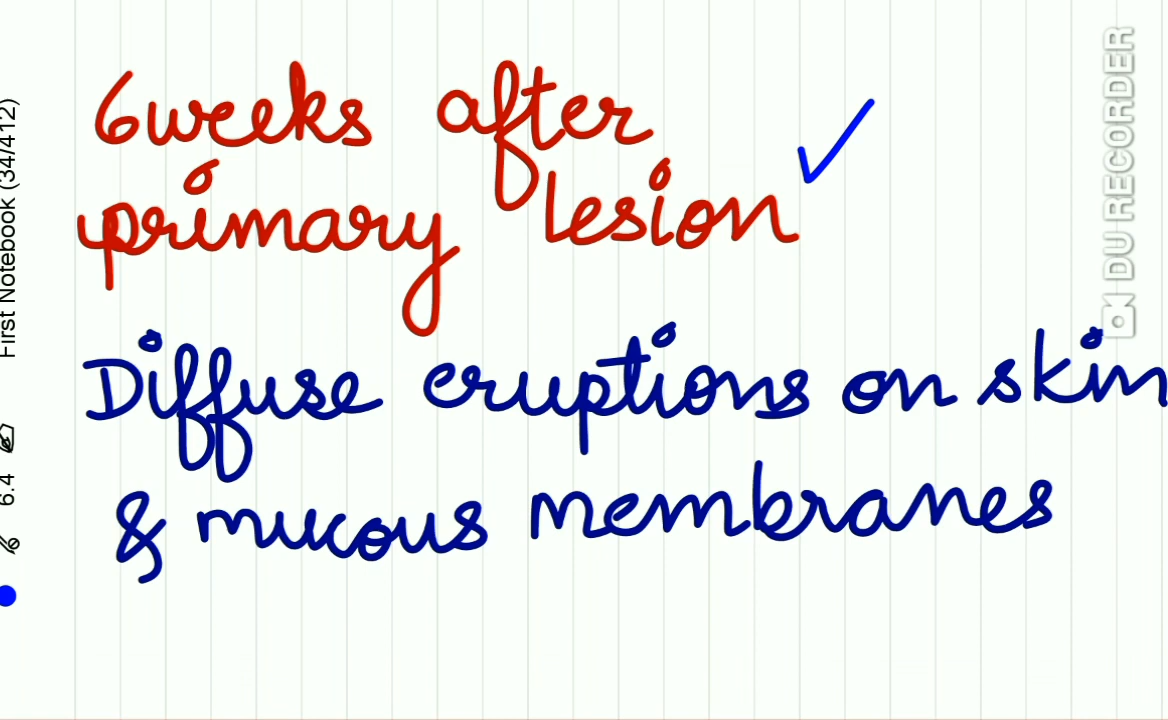 6weeks after
primary lesion
Diffuse eruptions on skin
& mucous membranes
First Notebook (34/412)
6.4
DU RECORDER